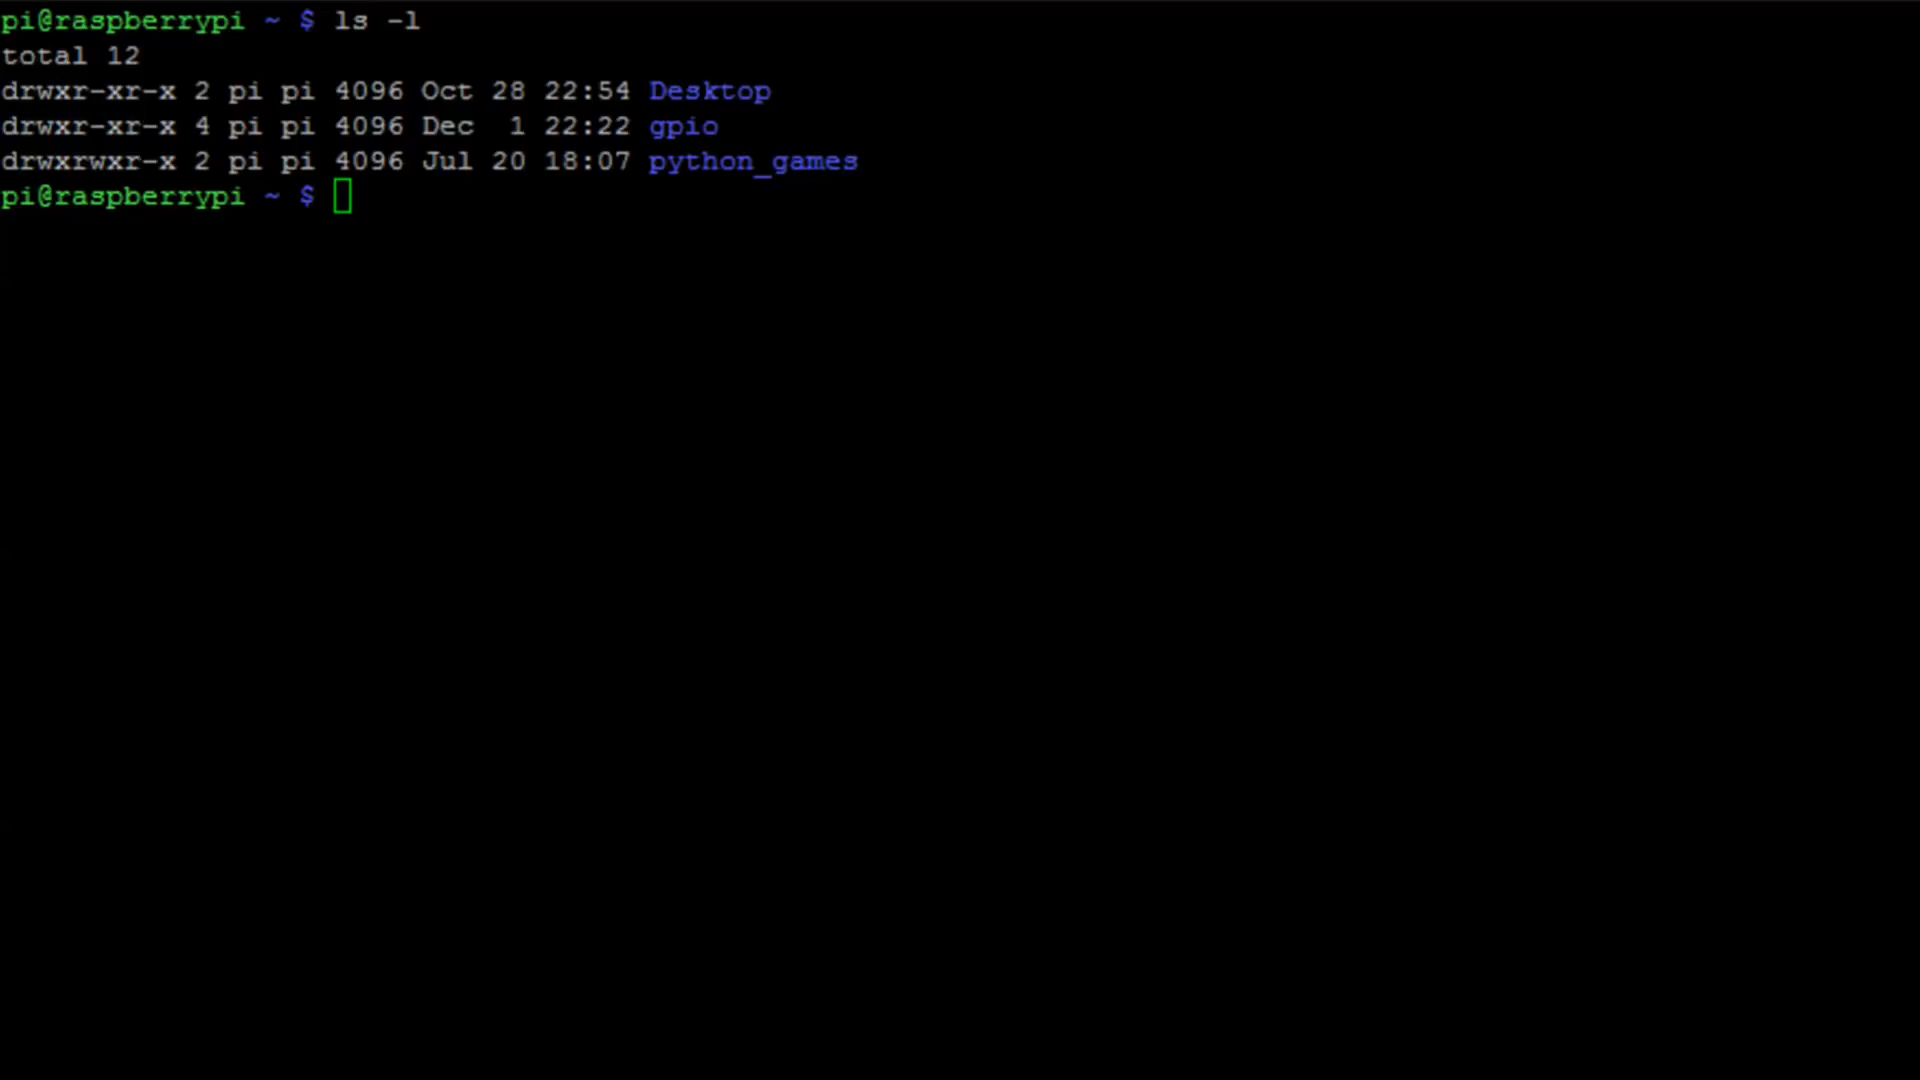 pi@raspberrypi ~ $ ls -l
total 12
drwxr-xr-x 2 pi pi 4096 Oct 28 22:54 Desktop
drwxr-xr-x 4 pi pi 4096 Dec  1 22:22 gpio
drwxrwxr-x 2 pi pi 4096 Jul 20 18:07 python_games
pi@raspberrypi ~ $